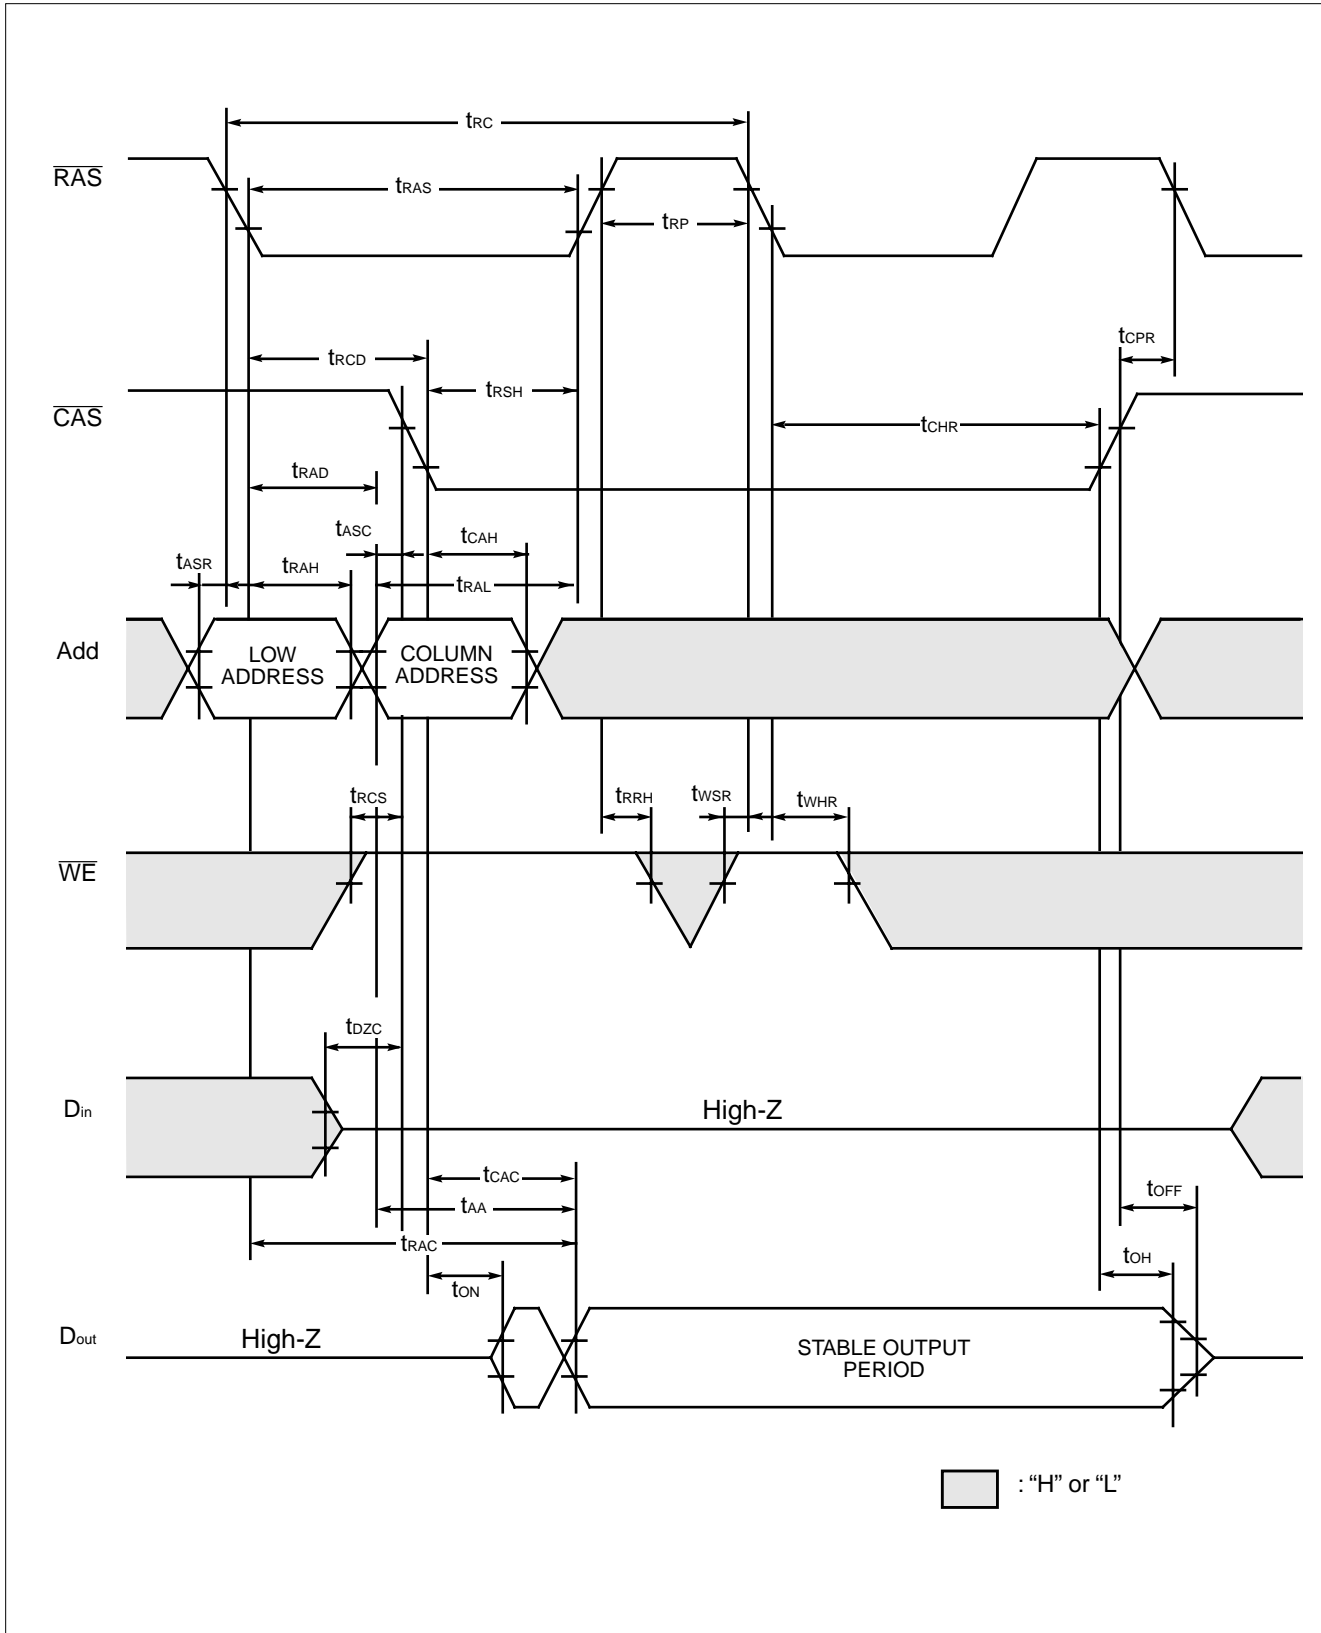 tRC
RAS
tRAS
tRP
tRCD
tCPR
tRSH
CAS
tCHR
tRAD
tASC
tCAH
tASR
tRAH
tRAL
Add
LOW
ADDRESS
COLUMN
ADDRESS
tRCS
tRRH
tWSR
tWHR
WE
tDZC
Din
High-Z
tCAC
tOFF
tAA
tRAC
tOH
tON
Dout
High-Z
STABLE OUTPUT
PERIOD
: “H” or “L”